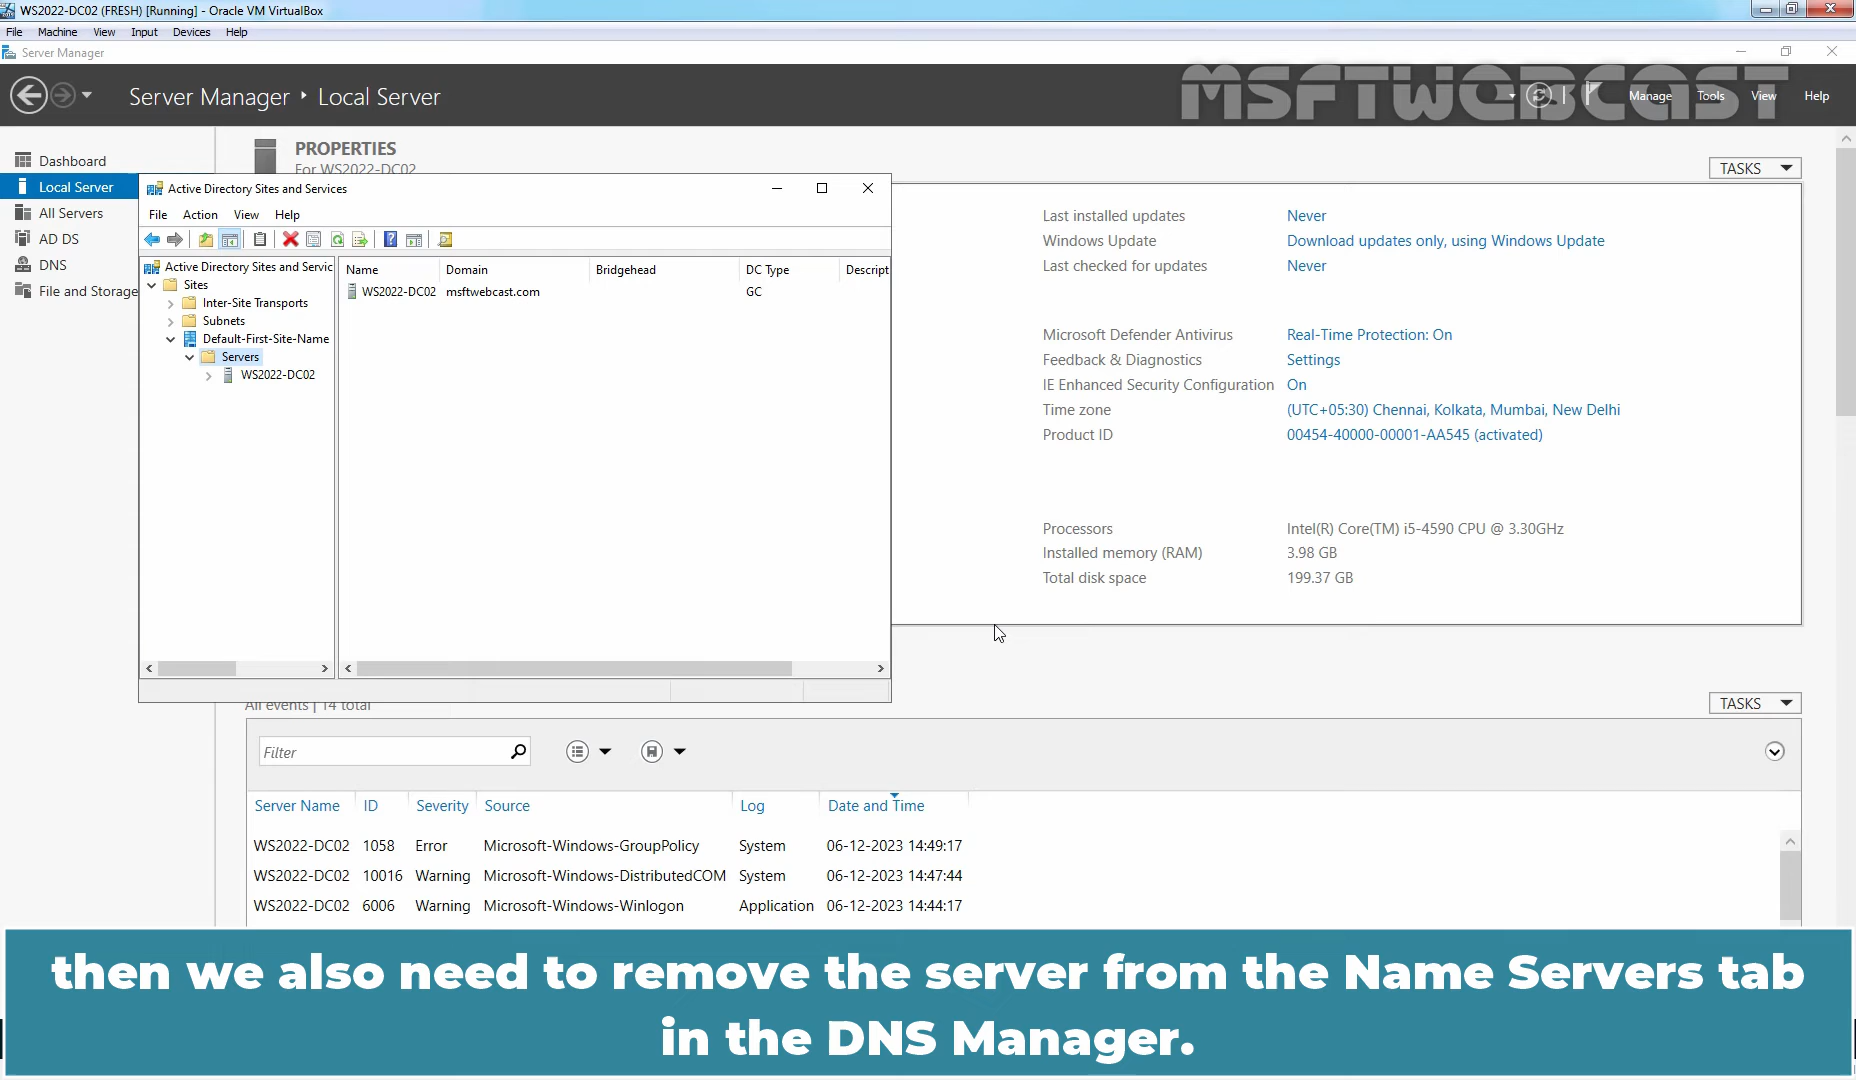 WS2022-DC02 (FRESH) [Running] - Oracle VM VirtualBox
File Machine View Input Devices Help
Server Manager
Server Manager ‣ Local Server
MSFTWEBCAST
Manage Tools View Help
Dashboard
Local Server
All Servers
AD DS
DNS
File and Storage
PROPERTIES
For WS2022-DC02
TASKS
Active Directory Sites and Services
File Action View Help
Active Directory Sites and Servic
Sites
Inter-Site Transports
Subnets
Default-First-Site-Name
Servers
WS2022-DC02
Name Domain Bridgehead DC Type Descript
WS2022-DC02 msftwebcast.com GC
Last installed updates Never
Windows Update Download updates only, using Windows Update
Last checked for updates Never
Microsoft Defender Antivirus Real-Time Protection: On
Feedback & Diagnostics Settings
IE Enhanced Security Configuration On
Time zone (UTC+05:30) Chennai, Kolkata, Mumbai, New Delhi
Product ID 00454-40000-00001-AA545 (activated)
Processors Intel(R) Core(TM) i5-4590 CPU @ 3.30GHz
Installed memory (RAM) 3.98 GB
Total disk space 199.37 GB
All events | 14 total
TASKS
Filter
Server Name ID Severity Source Log Date and Time
WS2022-DC02 1058 Error Microsoft-Windows-GroupPolicy System 06-12-2023 14:49:17
WS2022-DC02 10016 Warning Microsoft-Windows-DistributedCOM System 06-12-2023 14:47:44
WS2022-DC02 6006 Warning Microsoft-Windows-Winlogon Application 06-12-2023 14:44:17
then we also need to remove the server from the Name Servers tab
in the DNS Manager.